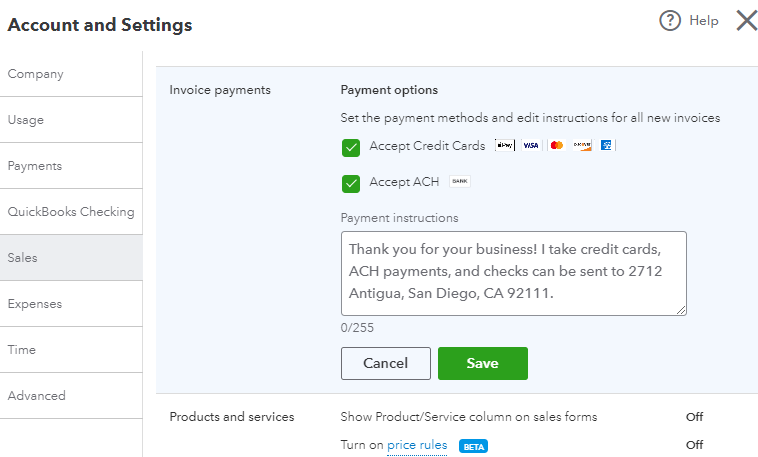 Account and Settings
Help
Company
Usage
Payments
QuickBooks Checking
Sales
Expenses
Time
Advanced
Invoice payments
Payment options
Set the payment methods and edit instructions for all new invoices
Accept Credit Cards Pay VISA
Accept ACH BANK
Payment instructions
Thank you for your business! I take credit cards,
ACH payments, and checks can be sent to 2712
Antigua, San Diego, CA 92111.
0/255
Cancel Save
Products and services
Show Product/Service column on sales forms Off
Turn on price rules BETA Off